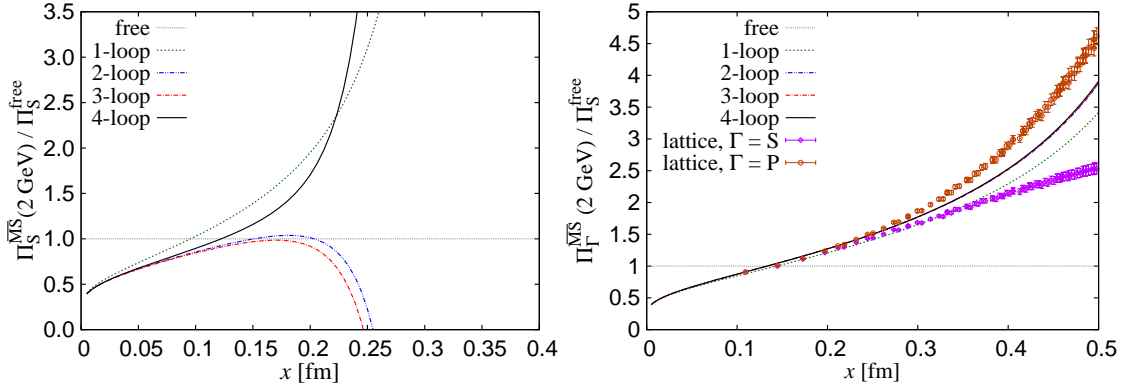 Π_S^{\overline{MS}} (2 GeV) / Π_S^{free}
3.5
3.0
2.5
2.0
1.5
1.0
0.5
0.0
free
1-loop
2-loop
3-loop
4-loop
0 0.05 0.1 0.15 0.2 0.25 0.3 0.35 0.4
x [fm]
Π_Γ^{\overline{MS}} (2 GeV) / Π_S^{free}
5
4.5
4
3.5
3
2.5
2
1.5
1
0.5
0
free
1-loop
2-loop
3-loop
4-loop
lattice, Γ = S
lattice, Γ = P
0 0.1 0.2 0.3 0.4 0.5
x [fm]